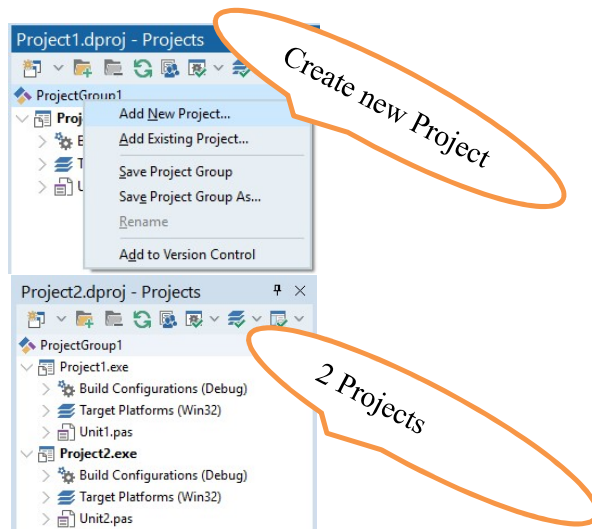 Project1.dproj - Projects
Create new Project
ProjectGroup1
Add New Project...
Add Existing Project...
Save Project Group
Save Project Group As...
Rename
Add to Version Control
Project2.dproj - Projects
ProjectGroup1
2 Projects
Project1.exe
Build Configurations (Debug)
Target Platforms (Win32)
Unit1.pas
Project2.exe
Build Configurations (Debug)
Target Platforms (Win32)
Unit2.pas